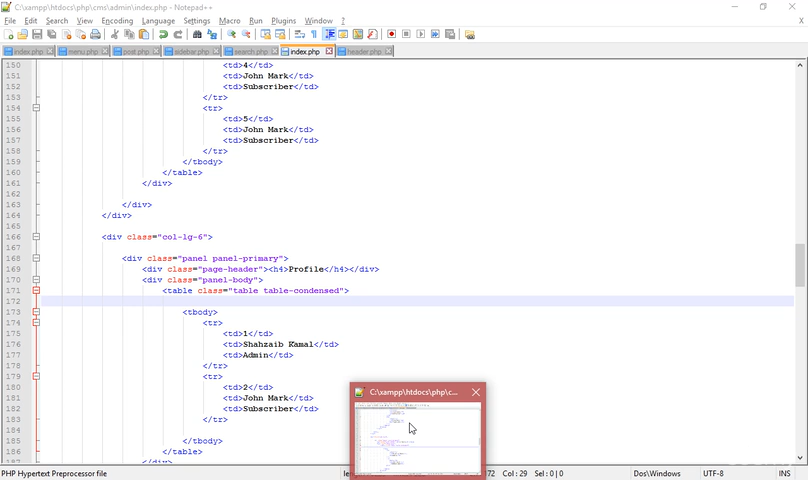 C:\xampp\htdocs\php\cms\admin\index.php - Notepad++
File Edit Search View Encoding Language Settings Macro Run Plugins Window ?
X
index.php menu.php post.php sidebar.php search.php index.php header.php
150 <td>4</td>
151 <td>John Mark</td>
152 <td>Subscriber</td>
153 </tr>
154 <tr>
155 <td>5</td>
156 <td>John Mark</td>
157 <td>Subscriber</td>
158 </tr>
159 </tbody>
160 </table>
161 </div>
162
163 </div>
164 </div>
165
166 <div class="col-lg-6">
167
168 <div class="panel panel-primary">
169 <div class="page-header"><h4>Profile</h4></div>
170 <div class="panel-body">
171 <table class="table table-condensed">
172
173 <tbody>
174 <tr>
175 <td>1</td>
176 <td>Shahzaib Kamal</td>
177 <td>Admin</td>
178 </tr>
179 <tr>
180 <td>2</td>
181 <td>John Mark</td>
182 <td>Subscriber</td>
183 </tr>
184
185 </tbody>
186 </table>
187 </div>
C:\xampp\htdocs\php\c...
PHP Hypertext Preprocessor file
72 Col : 29 Sel : 0 | 0 Dos\Windows UTF-8 INS